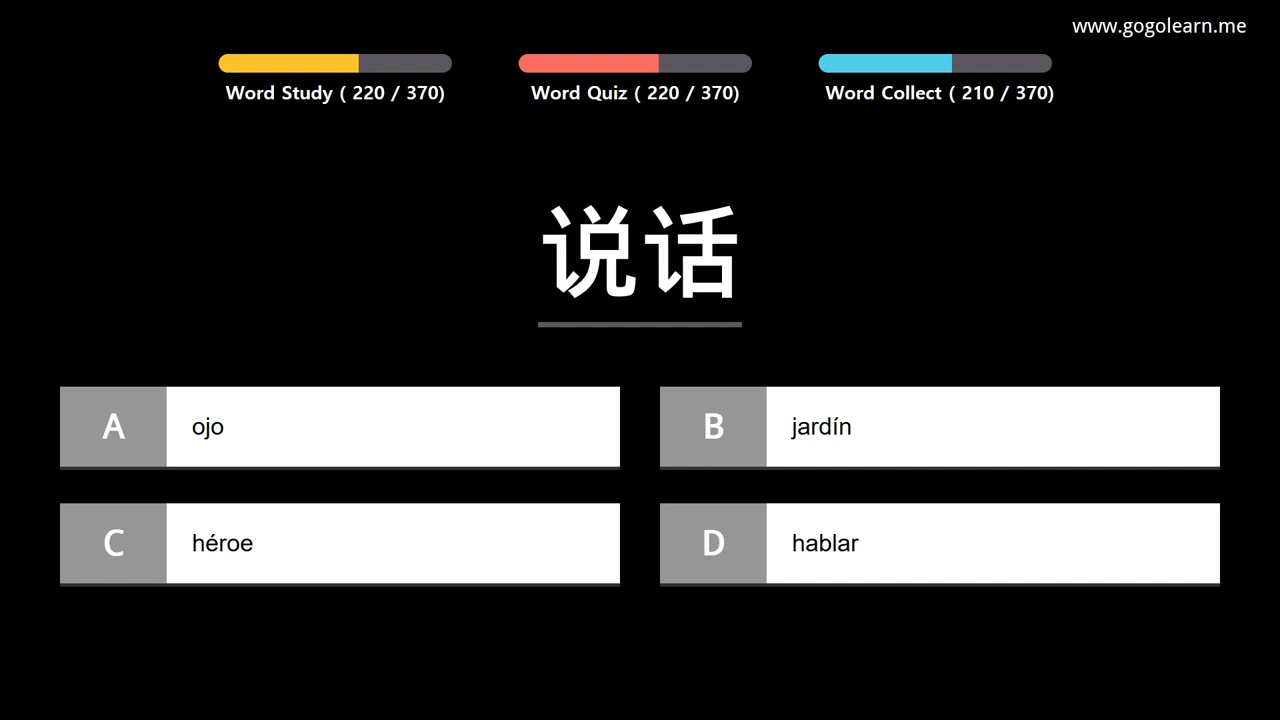 www.gogolearn.me
Word Study ( 220 / 370)
Word Quiz ( 220 / 370)
Word Collect ( 210 / 370)
说话
A ojo
B jardín
C héroe
D hablar